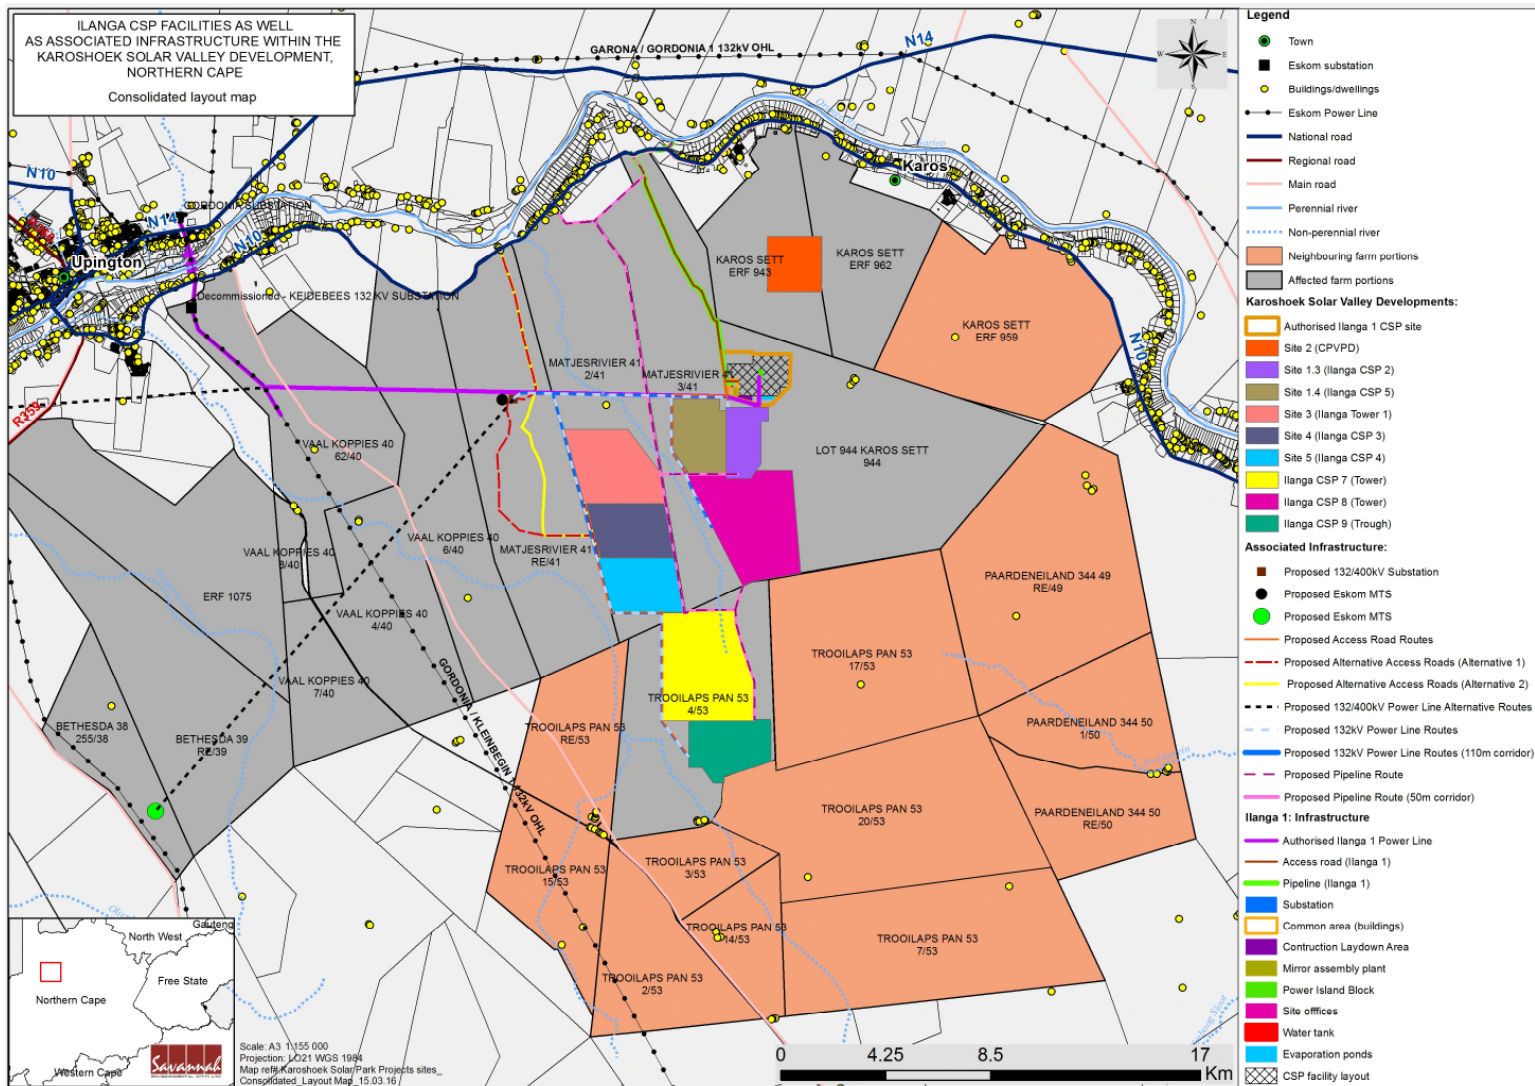 ILANGA CSP FACILITIES AS WELL
AS ASSOCIATED INFRASTRUCTURE WITHIN THE
KAROSHOEK SOLAR VALLEY DEVELOPMENT,
NORTHERN CAPE
Consolidated layout map
GARONA / GORDONIA 1 132kV OHL
N14
N
W
E
S
N10
GORDONIA SUBSTATION
N14
N10
Upington
Decommissioned - KEIDEBEES 132 KV SUBSTATION
Karos
Gariep
KAROS SETT
ERF 943
KAROS SETT
ERF 962
KAROS SETT
ERF 959
N10
R359
MATJESRIVIER 41
2/41
MATJESRIVIER 41
3/41
VAAL KOPPIES 40
62/40
LOT 944 KAROS SETT
944
VAAL KOPPIES 40
6/40
MATJESRIVIER 41
RE/41
VAAL KOPPIES 40
8/40
ERF 1075
VAAL KOPPIES 40
4/40
PAARDENEILAND 344 49
RE/49
VAAL KOPPIES 40
7/40
GORDONIA / KLEINBEGIN 1 132kV OHL
TROOILAPS PAN 53
17/53
TROOILAPS PAN 53
4/53
BETHESDA 38
255/38
BETHESDA 39
RE/39
TROOILAPS PAN 53
RE/53
PAARDENEILAND 344 50
1/50
TROOILAPS PAN 53
20/53
PAARDENEILAND 344 50
RE/50
TROOILAPS PAN 53
15/53
TROOILAPS PAN 53
3/53
TROOILAPS PAN 53
14/53
TROOILAPS PAN 53
7/53
TROOILAPS PAN 53
2/53
Gauteng
North West
Free State
Northern Cape
Western Cape
Savannah
Scale: A3 1:155 000
Projection: LO21 WGS 1984
Map ref# Karoshoek Solar Park Projects sites_
Consolidated_Layout Map_15.03.16
0 4.25 8.5 17
Km
Legend
Town
Eskom substation
Buildings/dwellings
Eskom Power Line
National road
Regional road
Main road
Perennial river
Non-perennial river
Neighbouring farm portions
Affected farm portions
Karoshoek Solar Valley Developments:
Authorised Ilanga 1 CSP site
Site 2 (CPVPD)
Site 1.3 (Ilanga CSP 2)
Site 1.4 (Ilanga CSP 5)
Site 3 (Ilanga Tower 1)
Site 4 (Ilanga CSP 3)
Site 5 (Ilanga CSP 4)
Ilanga CSP 7 (Tower)
Ilanga CSP 8 (Tower)
Ilanga CSP 9 (Trough)
Associated Infrastructure:
Proposed 132/400kV Substation
Proposed Eskom MTS
Proposed Eskom MTS
Proposed Access Road Routes
Proposed Alternative Access Roads (Alternative 1)
Proposed Alternative Access Roads (Alternative 2)
Proposed 132/400kV Power Line Alternative Routes
Proposed 132kV Power Line Routes
Proposed 132kV Power Line Routes (110m corridor)
Proposed Pipeline Route
Proposed Pipeline Route (50m corridor)
Ilanga 1: Infrastructure
Authorised Ilanga 1 Power Line
Access road (Ilanga 1)
Pipeline (Ilanga 1)
Substation
Common area (buildings)
Contruction Laydown Area
Mirror assembly plant
Power Island Block
Site offfices
Water tank
Evaporation ponds
CSP facility layout